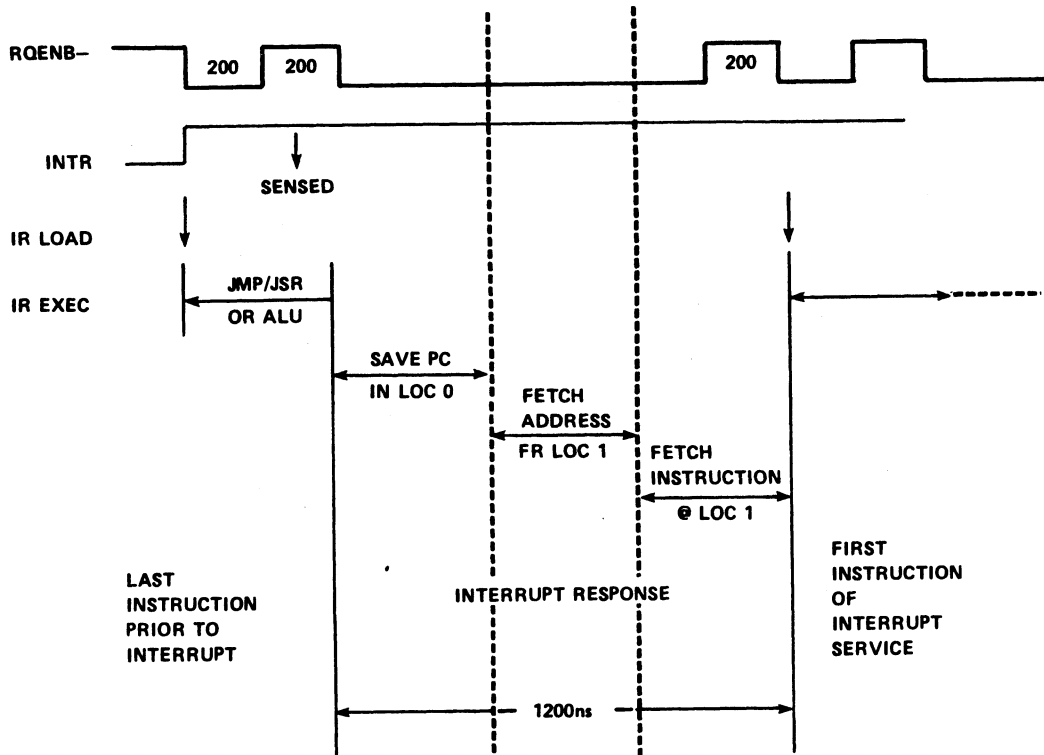 RQENB–
200
200
200
INTR
SENSED
IR LOAD
IR EXEC
JMP/JSR
OR ALU
SAVE PC
IN LOC 0
FETCH
ADDRESS
FR LOC 1
FETCH
INSTRUCTION
@ LOC 1
LAST
INSTRUCTION
PRIOR TO
INTERRUPT
INTERRUPT RESPONSE
FIRST
INSTRUCTION
OF
INTERRUPT
SERVICE
1200ns